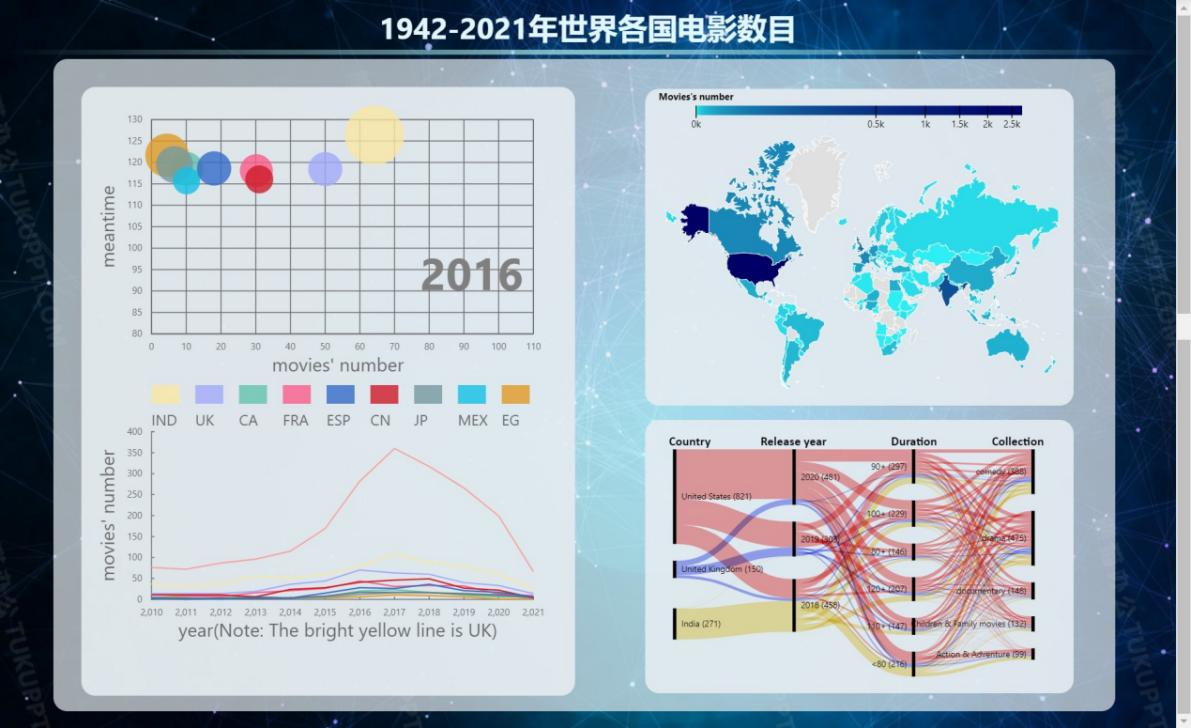 1942-2021年世界各国电影数目
130
125
120
115
110
105
100
95
90
85
80
meantime
2016
0 10 20 30 40 50 60 70 80 90 100 110
movies' number
IND UK CA FRA ESP CN JP MEX EG
400
350
300
250
200
150
100
50
0
movies' number
2,010 2,011 2,012 2,013 2,014 2,015 2,016 2,017 2,018 2,019 2,020 2,021
year(Note: The bright yellow line is UK)
Movies's number
0k 0.5k 1k 1.5k 2k 2.5k
Country Release year Duration Collection
United States (821)
United Kingdom (150)
India (271)
2020 (481)
2019 (303)
2018 (458)
90+ (297)
100+ (229)
80+ (146)
120+ (207)
110+ (147)
<80 (216)
comedy (388)
drama (475)
documentary (148)
Children & Family movies (132)
Action & Adventure (99)